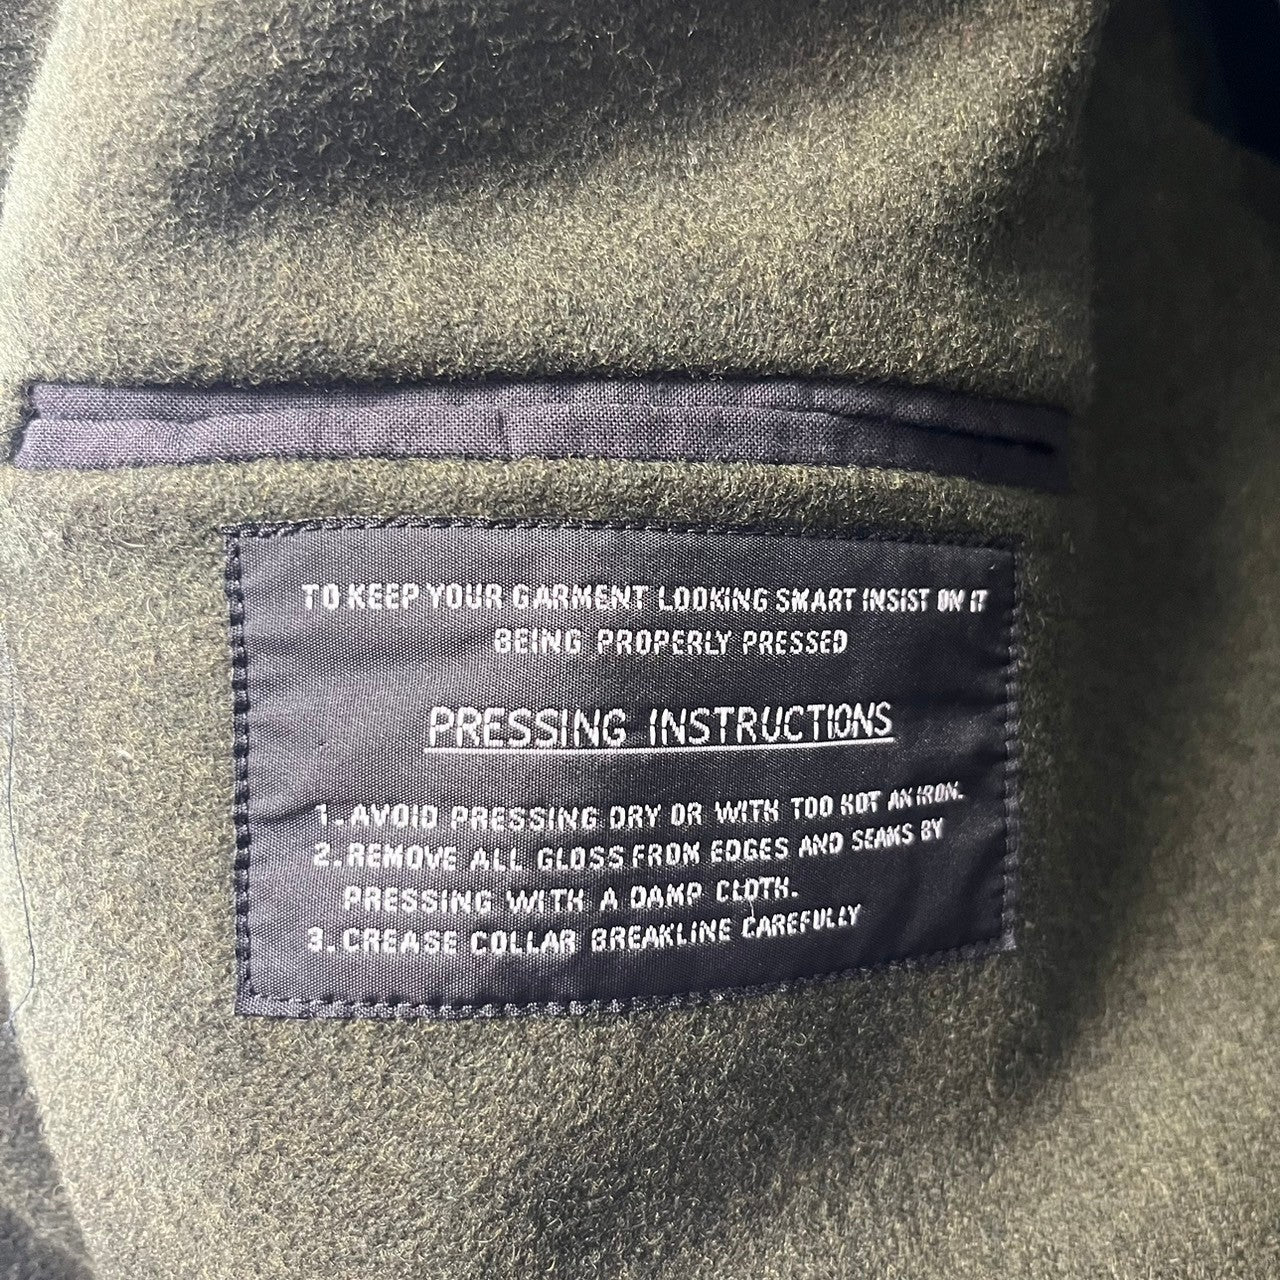 TO KEEP YOUR GARMENT LOOKING SMART INSIST ON IT
BEING PROPERLY PRESSED
PRESSING INSTRUCTIONS
1. AVOID PRESSING DRY OR WITH TOO HOT AN IRON.
2. REMOVE ALL GLOSS FROM EDGES AND SEAMS BY
PRESSING WITH A DAMP CLOTH.
3. CREASE COLLAR BREAKLINE CAREFULLY